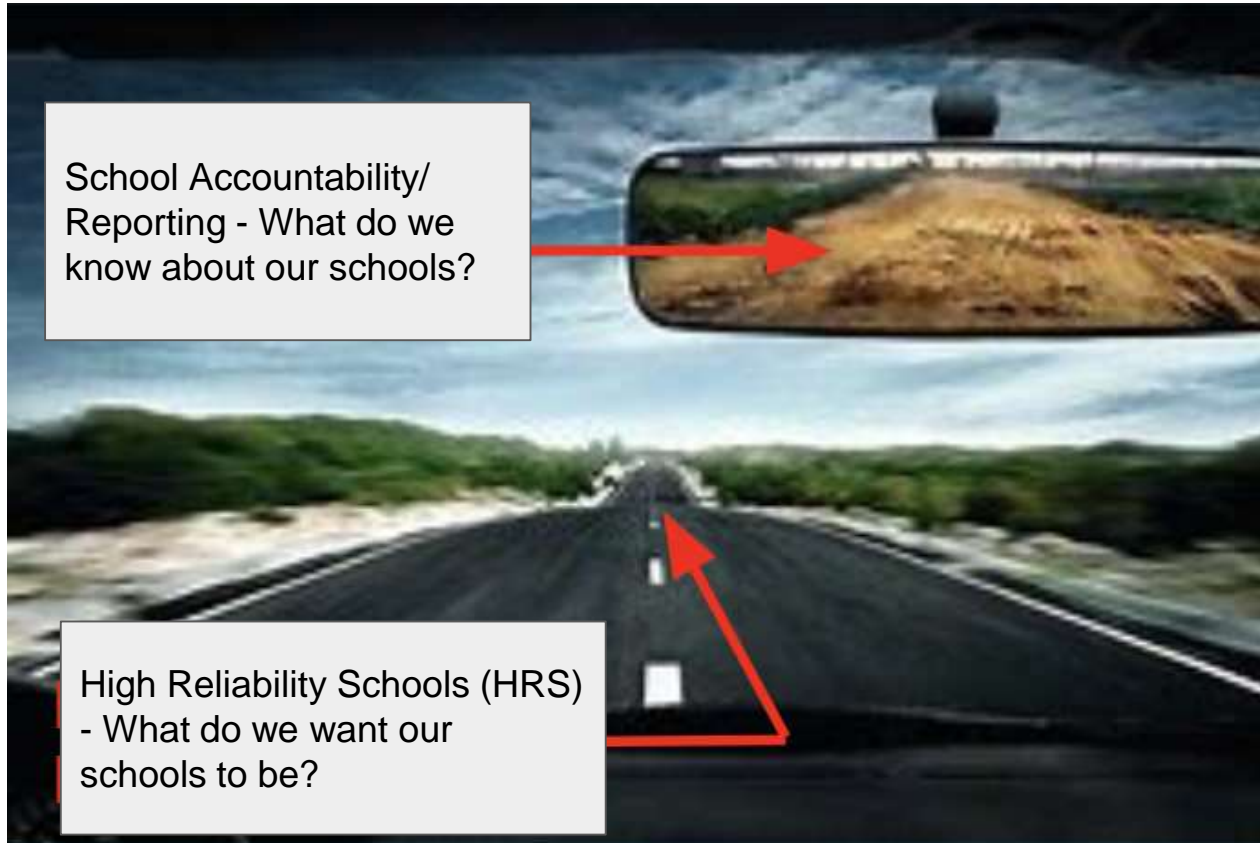 School Accountability/
Reporting - What do we
know about our schools?
High Reliability Schools (HRS)
- What do we want our
schools to be?